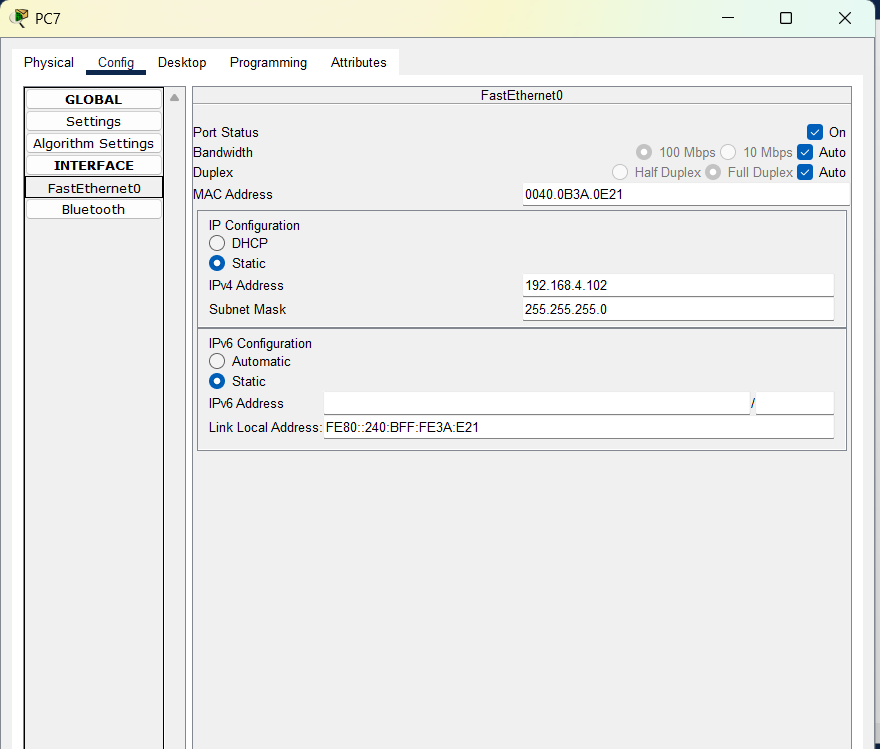 PC7
Physical Config Desktop Programming Attributes
GLOBAL
Settings
Algorithm Settings
INTERFACE
FastEthernet0
Bluetooth
FastEthernet0
Port Status On
Bandwidth 100 Mbps 10 Mbps Auto
Duplex Half Duplex Full Duplex Auto
MAC Address 0040.0B3A.0E21
IP Configuration
DHCP
Static
IPv4 Address 192.168.4.102
Subnet Mask 255.255.255.0
IPv6 Configuration
Automatic
Static
IPv6 Address /
Link Local Address: FE80::240:BFF:FE3A:E21